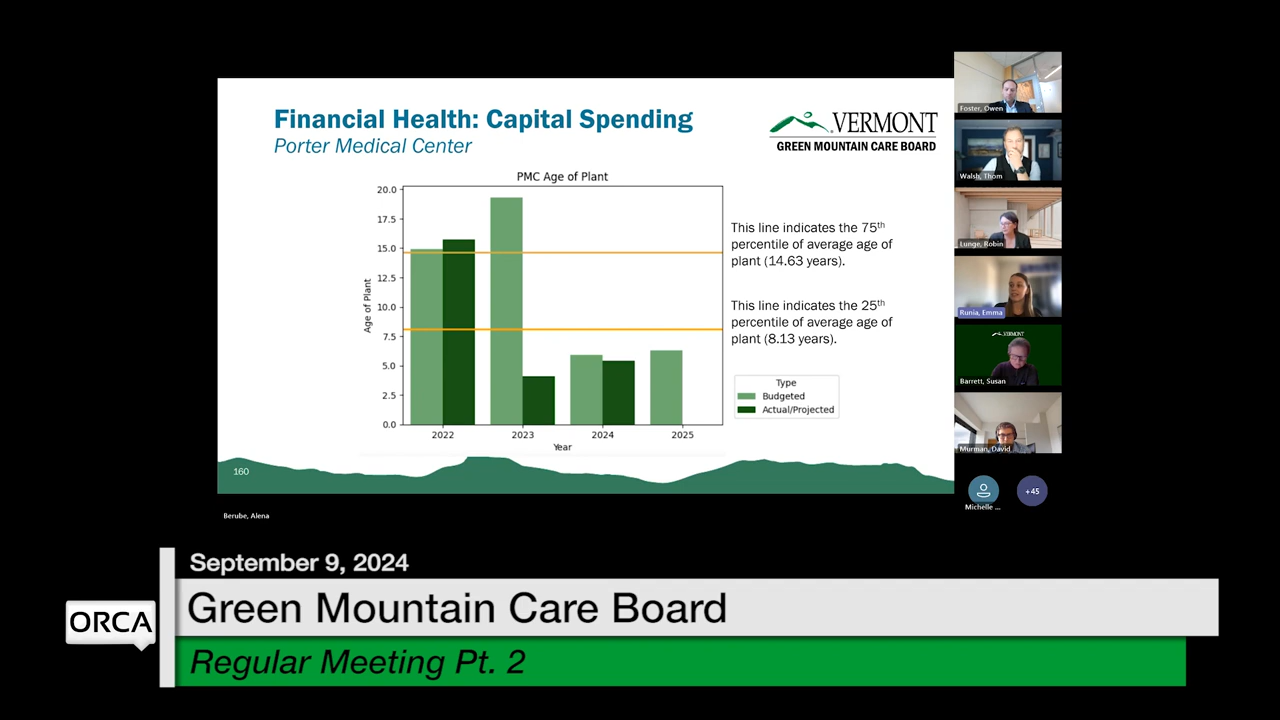 Financial Health: Capital Spending
Porter Medical Center
VERMONT
GREEN MOUNTAIN CARE BOARD
PMC Age of Plant
20.0
17.5
15.0
12.5
10.0
7.5
5.0
2.5
0.0
Age of Plant
2022
2023
2024
2025
Year
This line indicates the 75th
percentile of average age of
plant (14.63 years).
This line indicates the 25th
percentile of average age of
plant (8.13 years).
Type
Budgeted
Actual/Projected
160
Foster, Owen
Walsh, Thom
Lunge, Robin
Runia, Emma
VERMONT
Barrett, Susan
Murman, David
Michelle ...
+45
Berube, Alena
September 9, 2024
ORCA
Green Mountain Care Board
Regular Meeting Pt. 2